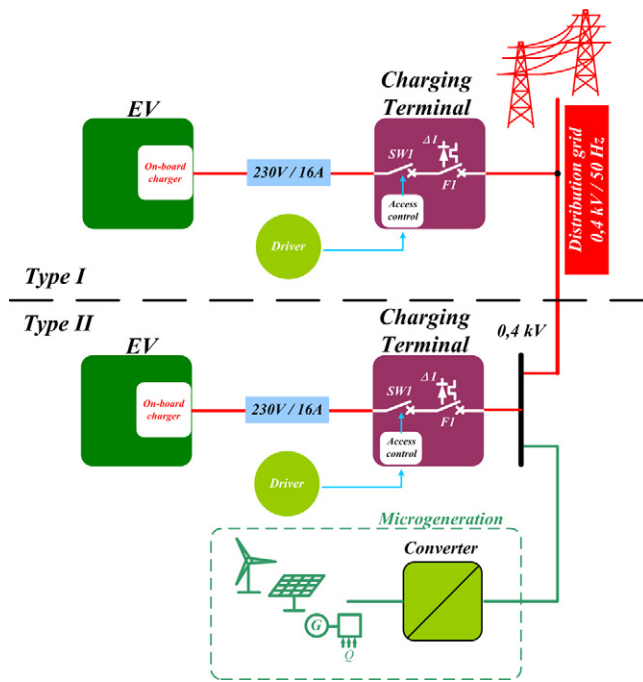 EV
Charging
Terminal
On-board
charger
230V / 16A
SW1
ΔI
F1
Access
control
Driver
Distribution grid
0,4 kV / 50 Hz
Type I
Type II
EV
Charging
Terminal
0,4 kV
On-board
charger
230V / 16A
SW1
ΔI
F1
Access
control
Driver
Microgeneration
Converter
G
Q